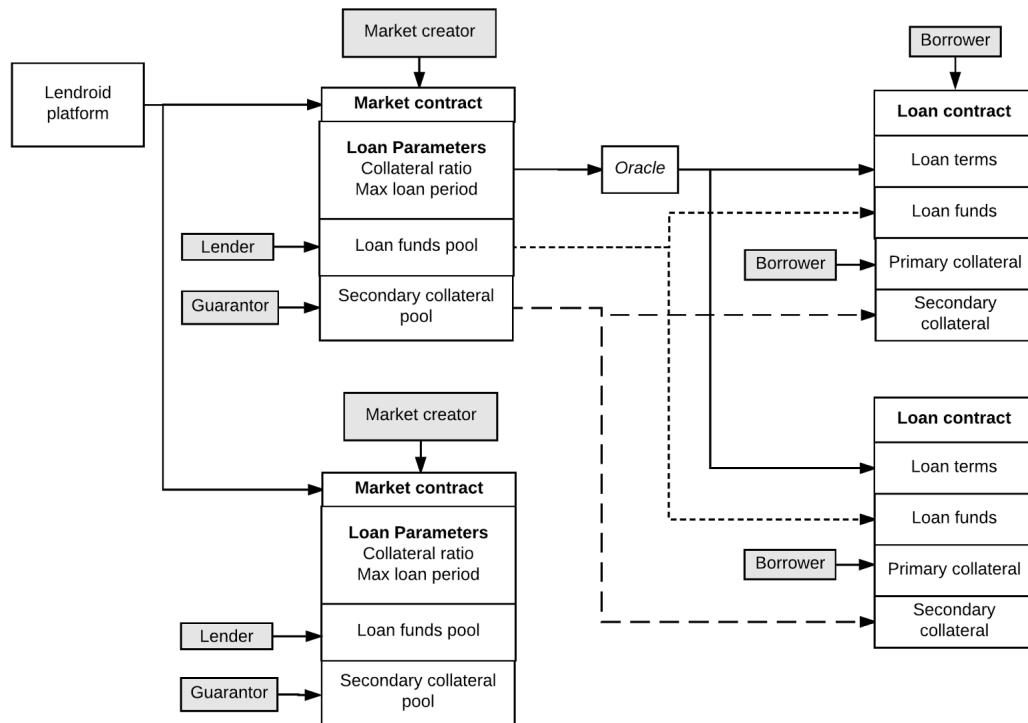 Market creator
Borrower
Lendroid
platform
Market contract
Loan contract
Loan Parameters
Collateral ratio
Max loan period
Oracle
Loan terms
Loan funds
Lender
Loan funds pool
Borrower
Primary collateral
Guarantor
Secondary collateral
pool
Secondary
collateral
Market creator
Loan contract
Market contract
Loan terms
Loan Parameters
Collateral ratio
Max loan period
Loan funds
Borrower
Primary collateral
Lender
Loan funds pool
Secondary
collateral
Guarantor
Secondary collateral
pool